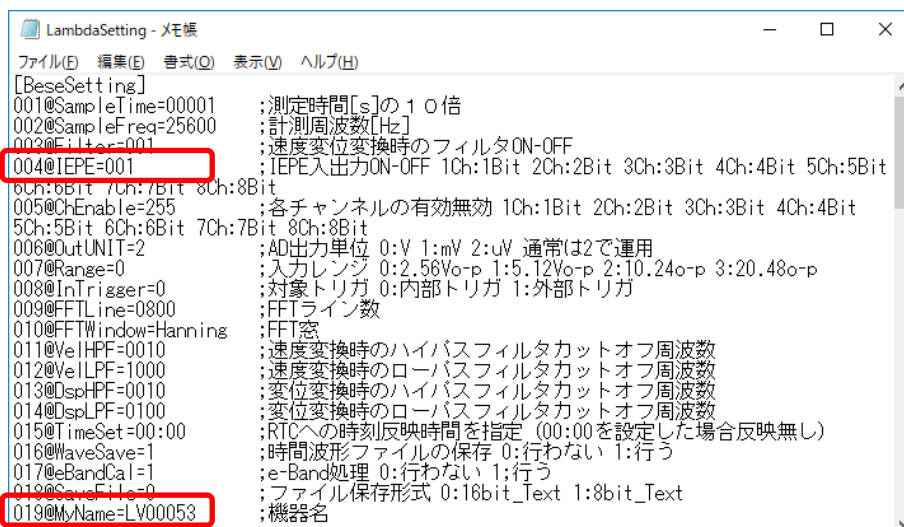 LambdaSetting - メモ帳
ファイル(F) 編集(E) 書式(O) 表示(V) ヘルプ(H)
[BeseSetting]
001@SampleTime=00001 ;測定時間[s]の１０倍
002@SampleFreq=25600 ;計測周波数[Hz]
003@Filter=001 ;速度変位変換時のフィルタON-OFF
004@IEPE=001 ;IEPE入出力ON-OFF 1Ch:1Bit 2Ch:2Bit 3Ch:3Bit 4Ch:4Bit 5Ch:5Bit
6Ch:6Bit 7Ch:7Bit 8Ch:8Bit
005@ChEnable=255 ;各チャンネルの有効無効 1Ch:1Bit 2Ch:2Bit 3Ch:3Bit 4Ch:4Bit
5Ch:5Bit 6Ch:6Bit 7Ch:7Bit 8Ch:8Bit
006@OutUNIT=2 ;AD出力単位 0:V 1:mV 2:uV 通常は2で運用
007@Range=0 ;入力レンジ 0:2.56Vo-p 1:5.12Vo-p 2:10.24o-p 3:20.48o-p
008@InTrigger=0 ;対象トリガ 0:内部トリガ 1:外部トリガ
009@FFTLine=0800 ;FFTライン数
010@FFTWindow=Hanning ;FFT窓
011@VelHPF=0010 ;速度変換時のハイパスフィルタカットオフ周波数
012@VelLPF=1000 ;速度変換時のローパスフィルタカットオフ周波数
013@DspHPF=0010 ;変位変換時のハイパスフィルタカットオフ周波数
014@DspLPF=0100 ;変位変換時のローパスフィルタカットオフ周波数
015@TimeSet=00:00 ;RTCへの時刻反映時間を指定（00:00を設定した場合反映無し）
016@WaveSave=1 ;時間波形ファイルの保存 0:行わない 1:行う
017@eBandCal=1 ;e-Band処理 0:行わない 1;行う
018@SaveFile=0 ;ファイル保存形式 0:16bit_Text 1:8bit_Text
019@MyName=LV00053 ;機器名